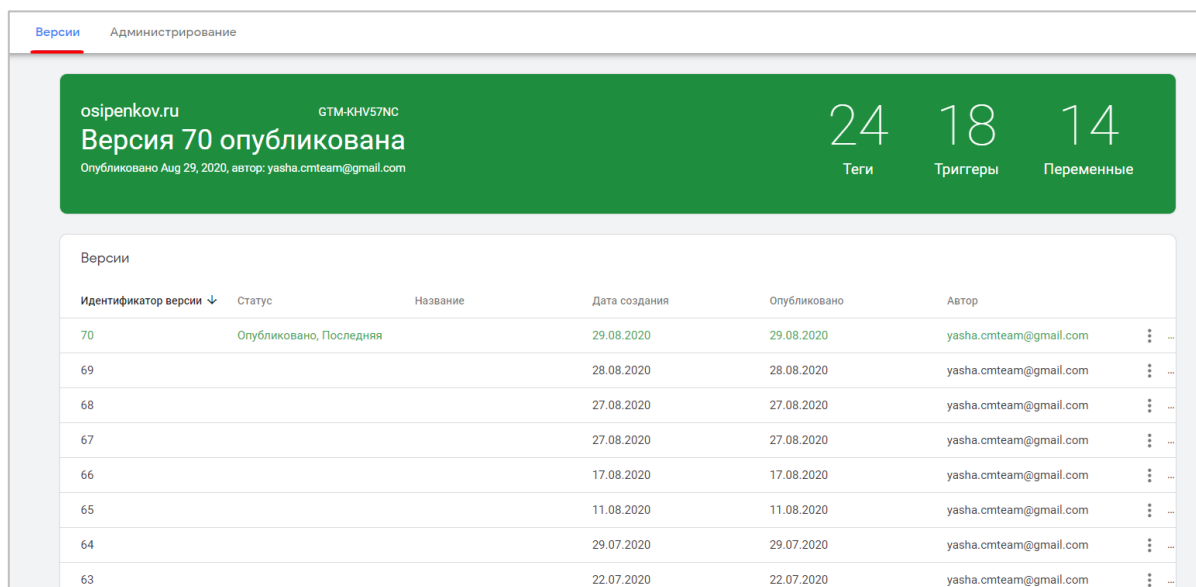 Версии Администрирование
osipenkov.ru GTM-KHV57NC
Версия 70 опубликована
Опубликовано Aug 29, 2020, автор: yasha.cmteam@gmail.com
24 18 14
Теги Триггеры Переменные
Версии
Идентификатор версии Статус Название Дата создания Опубликовано Автор
70 Опубликовано, Последняя 29.08.2020 29.08.2020 yasha.cmteam@gmail.com ...
69 28.08.2020 28.08.2020 yasha.cmteam@gmail.com ...
68 27.08.2020 27.08.2020 yasha.cmteam@gmail.com ...
67 27.08.2020 27.08.2020 yasha.cmteam@gmail.com ...
66 17.08.2020 17.08.2020 yasha.cmteam@gmail.com ...
65 11.08.2020 11.08.2020 yasha.cmteam@gmail.com ...
64 29.07.2020 29.07.2020 yasha.cmteam@gmail.com ...
63 22.07.2020 22.07.2020 yasha.cmteam@gmail.com ...